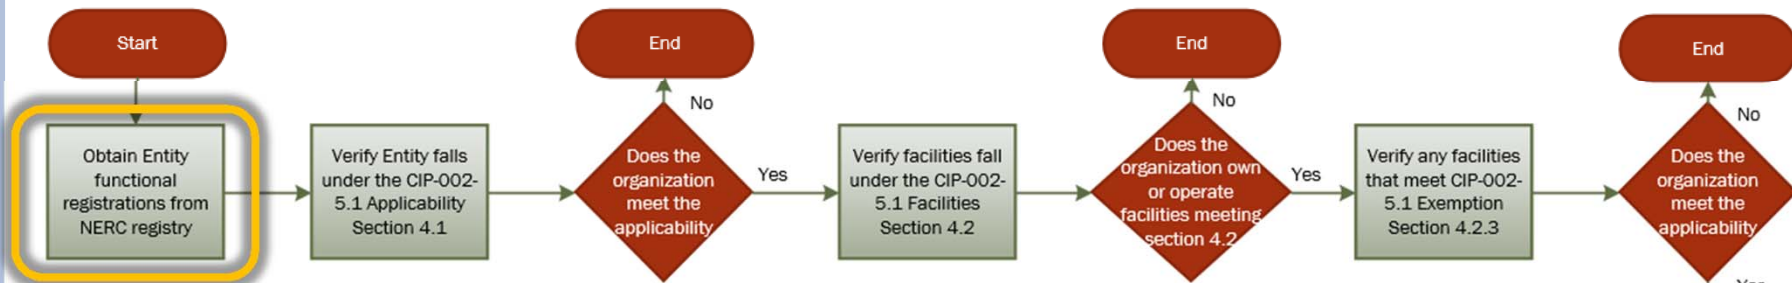 Start
End
End
End
No
No
No
Obtain Entity
functional
registrations from
NERC registry
Verify Entity falls
under the CIP-002-
5.1 Applicability
Section 4.1
Does the
organization
meet the
applicability
Yes
Verify facilities fall
under the CIP-002-
5.1 Facilities
Section 4.2
Does the
organization own
or operate
facilities meeting
section 4.2
Yes
Verify any facilities
that meet CIP-002-
5.1 Exemption
Section 4.2.3
Does the
organization
meet the
applicability
Yes